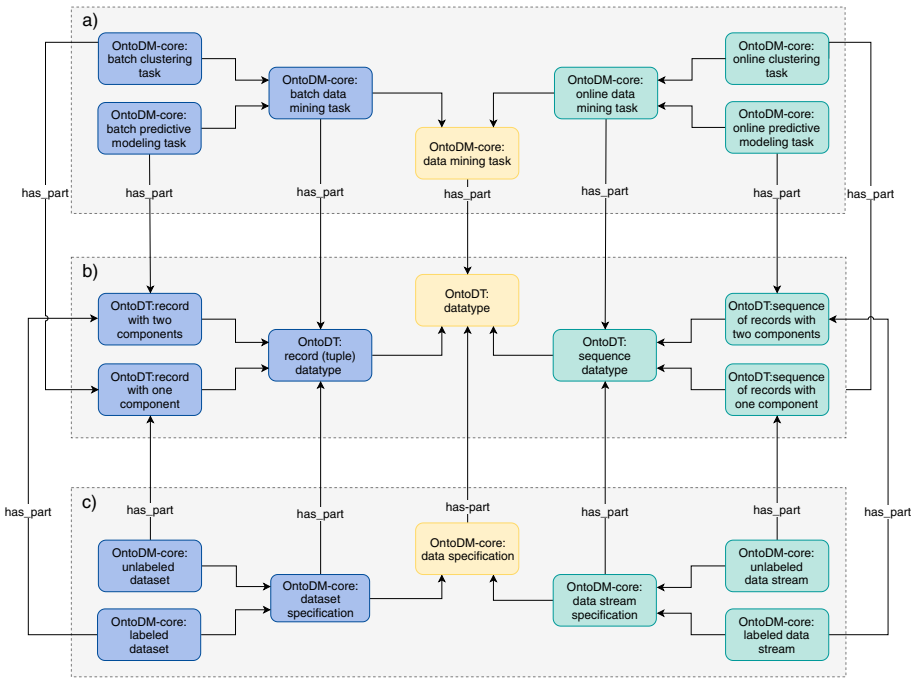 a)
OntoDM-core:
batch clustering
task
OntoDM-core:
batch predictive
modeling task
OntoDM-core:
batch data
mining task
OntoDM-core:
data mining task
OntoDM-core:
online data
mining task
OntoDM-core:
online clustering
task
OntoDM-core:
online predictive
modeling task
has_part
has_part
has_part
has_part
has_part
has_part
has_part
b)
OntoDT:record
with two
components
OntoDT:record
with one
component
OntoDT:
record (tuple)
datatype
OntoDT:
datatype
OntoDT:
sequence
datatype
OntoDT:sequence
of records with
two components
OntoDT:sequence
of records with
one component
c)
has_part
has_part
has_part
has-part
has_part
has_part
has_part
OntoDM-core:
unlabeled
dataset
OntoDM-core:
labeled
dataset
OntoDM-core:
dataset
specification
OntoDM-core:
data specification
OntoDM-core:
data stream
specification
OntoDM-core:
unlabeled
data stream
OntoDM-core:
labeled data
stream